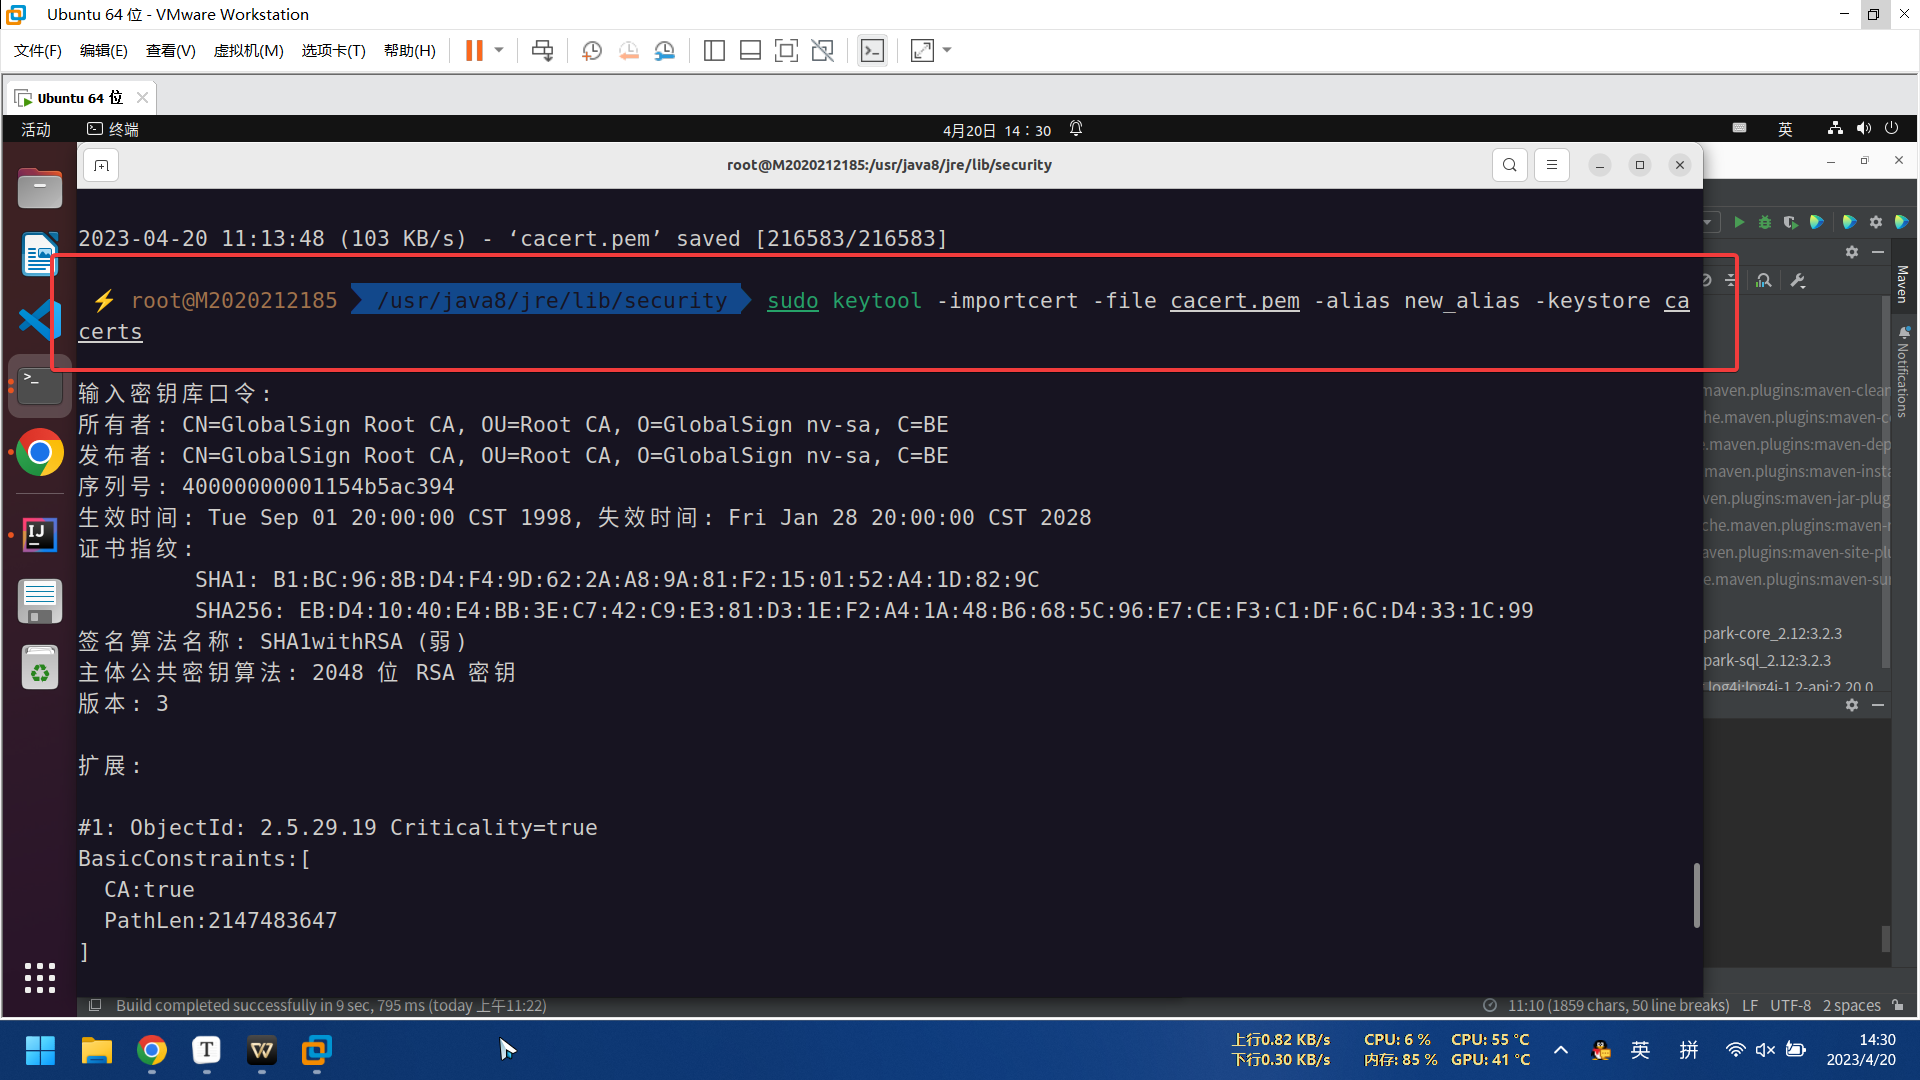 Ubuntu 64 位 - VMware Workstation
文件(F) 编辑(E) 查看(V) 虚拟机(M) 选项卡(T) 帮助(H)
Ubuntu 64 位
活动 终端 4月20日 14：30 英
root@M2020212185:/usr/java8/jre/lib/security
2023-04-20 11:13:48 (103 KB/s) - ‘cacert.pem’ saved [216583/216583]
⚡ root@M2020212185 /usr/java8/jre/lib/security sudo keytool -importcert -file cacert.pem -alias new_alias -keystore ca
certs
输入密钥库口令:
所有者: CN=GlobalSign Root CA, OU=Root CA, O=GlobalSign nv-sa, C=BE
发布者: CN=GlobalSign Root CA, OU=Root CA, O=GlobalSign nv-sa, C=BE
序列号: 40000000001154b5ac394
生效时间: Tue Sep 01 20:00:00 CST 1998, 失效时间: Fri Jan 28 20:00:00 CST 2028
证书指纹:
SHA1: B1:BC:96:8B:D4:F4:9D:62:2A:A8:9A:81:F2:15:01:52:A4:1D:82:9C
SHA256: EB:D4:10:40:E4:BB:3E:C7:42:C9:E3:81:D3:1E:F2:A4:1A:48:B6:68:5C:96:E7:CE:F3:C1:DF:6C:D4:33:1C:99
签名算法名称: SHA1withRSA (弱)
主体公共密钥算法: 2048 位 RSA 密钥
版本: 3
扩展:
#1: ObjectId: 2.5.29.19 Criticality=true
BasicConstraints:[
CA:true
PathLen:2147483647
]
Maven
Notifications
maven.plugins:maven-clear
he.maven.plugins:maven-c
e.maven.plugins:maven-dep
maven.plugins:maven-insta
ven.plugins:maven-jar-plug
che.maven.plugins:maven-r
aven.plugins:maven-site-plu
e.maven.plugins:maven-su
park-core_2.12:3.2.3
park-sql_2.12:3.2.3
log4j:log4j-1.2-api:2.20.0
Build completed successfully in 9 sec, 795 ms (today 上午11:22) 11:10 (1859 chars, 50 line breaks) LF UTF-8 2 spaces
上行0.82 KB/s CPU: 6 % CPU: 55 °C
下行0.30 KB/s 内存: 85 % GPU: 41 °C
英 拼
14:30
2023/4/20